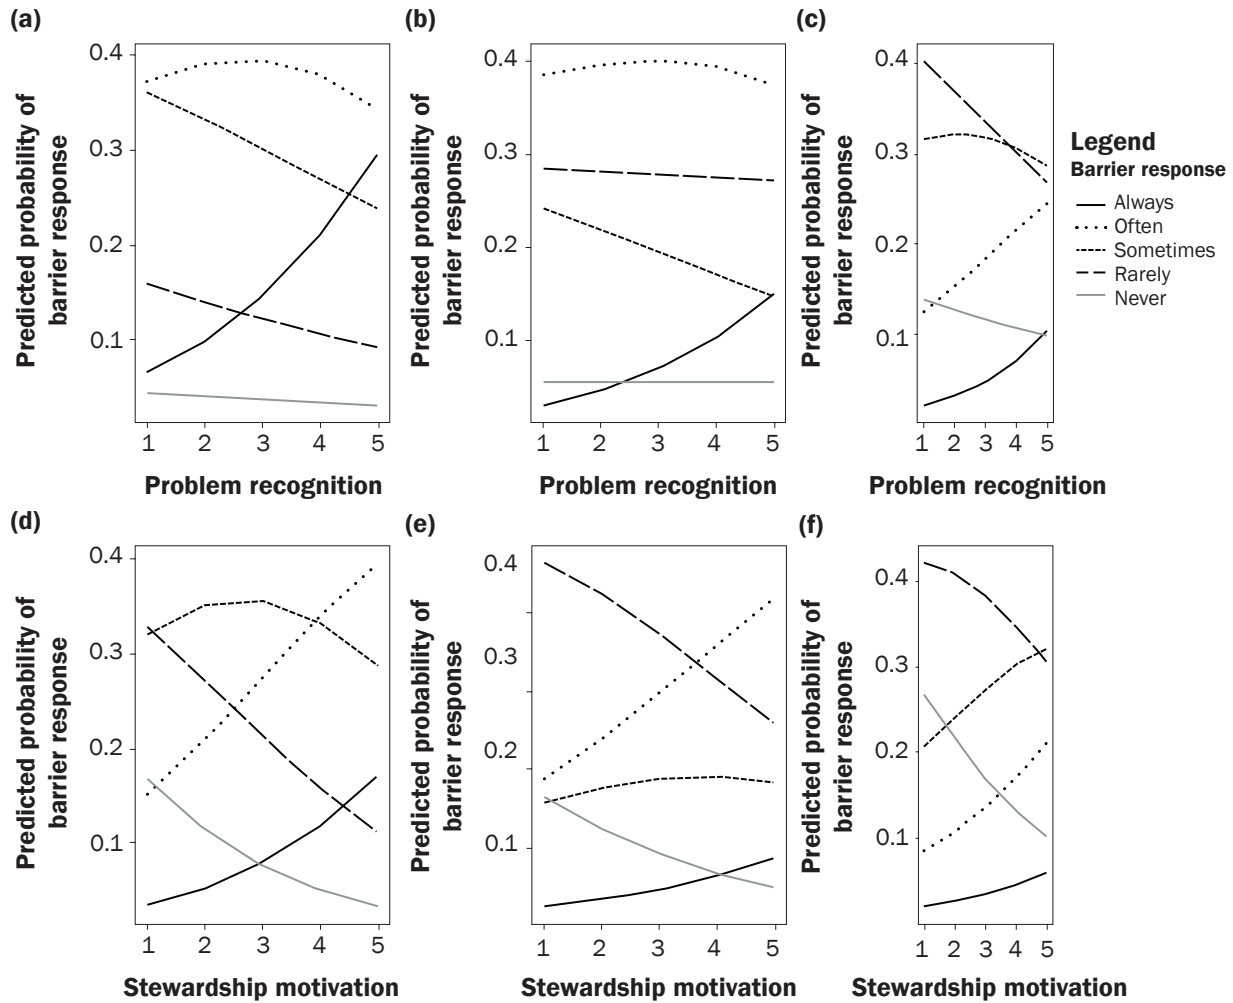 (a)
(b)
(c)
Predicted probability of
barrier response
0.4
0.3
0.2
0.1
1 2 3 4 5
Problem recognition
Predicted probability of
barrier response
0.4
0.3
0.2
0.1
1 2 3 4 5
Problem recognition
Predicted probability of
barrier response
0.4
0.3
0.2
0.1
1 2 3 4 5
Problem recognition
Legend
Barrier response
Always
Often
Sometimes
Rarely
Never
(d)
(e)
(f)
Predicted probability of
barrier response
0.4
0.3
0.2
0.1
1 2 3 4 5
Stewardship motivation
Predicted probability of
barrier response
0.4
0.3
0.2
0.1
1 2 3 4 5
Stewardship motivation
Predicted probability of
barrier response
0.4
0.3
0.2
0.1
1 2 3 4 5
Stewardship motivation